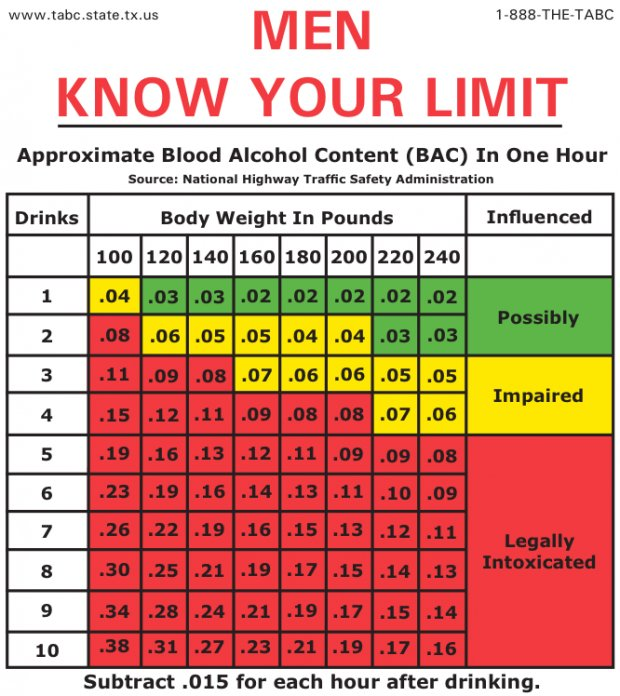 www.tabc.state.tx.us 1-888-THE-TABC
MEN
KNOW YOUR LIMIT
Approximate Blood Alcohol Content (BAC) In One Hour
Source: National Highway Traffic Safety Administration
Drinks Body Weight In Pounds Influenced
100 120 140 160 180 200 220 240
1 .04 .03 .03 .02 .02 .02 .02 .02
Possibly
2 .08 .06 .05 .05 .04 .04 .03 .03
3 .11 .09 .08 .07 .06 .06 .05 .05
Impaired
4 .15 .12 .11 .09 .08 .08 .07 .06
5 .19 .16 .13 .12 .11 .09 .09 .08
6 .23 .19 .16 .14 .13 .11 .10 .09
7 .26 .22 .19 .16 .15 .13 .12 .11
Legally
Intoxicated
8 .30 .25 .21 .19 .17 .15 .14 .13
9 .34 .28 .24 .21 .19 .17 .15 .14
10 .38 .31 .27 .23 .21 .19 .17 .16
Subtract .015 for each hour after drinking.